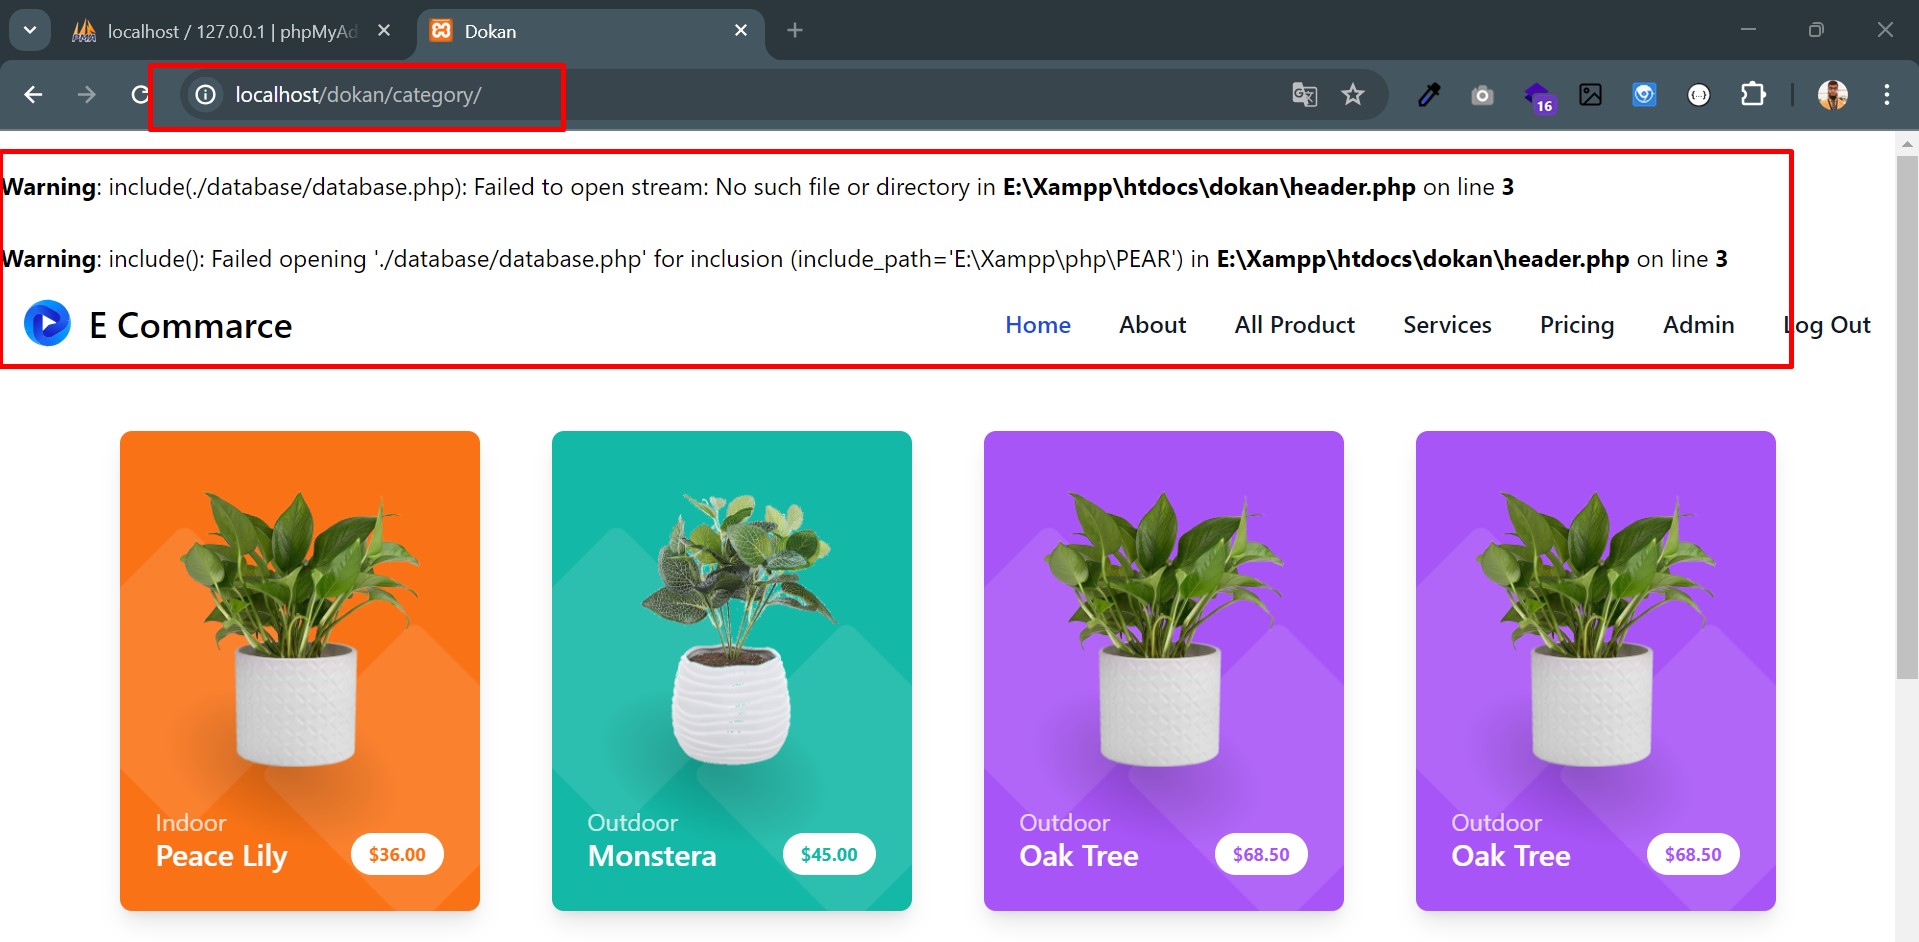 localhost / 127.0.0.1 | phpMyAd
Dokan
localhost/dokan/category/
16
Warning: include(./database/database.php): Failed to open stream: No such file or directory in E:\Xampp\htdocs\dokan\header.php on line 3
Warning: include(): Failed opening './database/database.php' for inclusion (include_path='E:\Xampp\php\PEAR') in E:\Xampp\htdocs\dokan\header.php on line 3
E Commarce
Home About All Product Services Pricing Admin Log Out
Indoor
Peace Lily $36.00
Outdoor
Monstera $45.00
Outdoor
Oak Tree $68.50
Outdoor
Oak Tree $68.50